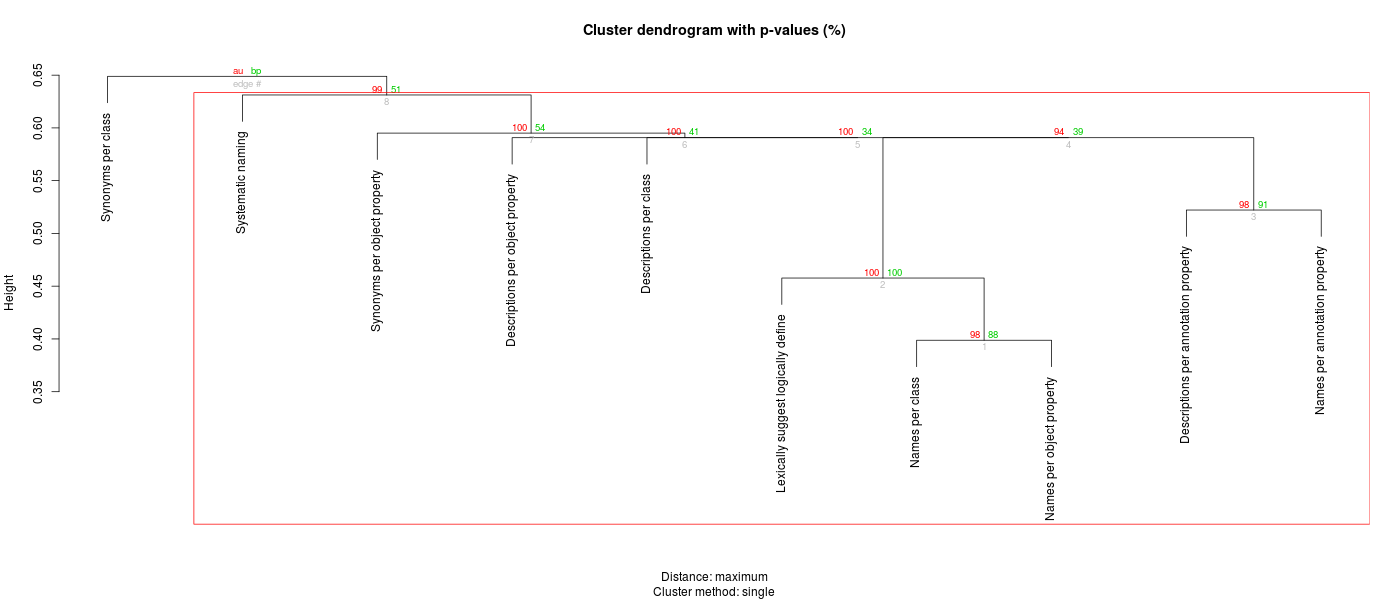 Cluster dendrogram with p-values (%)
Height
0.65
0.60
0.55
0.50
0.45
0.40
0.35
au bp
edge #
99 51
8
100 54
7
100 41
6
100 34
5
94 39
4
98 91
3
100 100
2
98 88
1
Synonyms per class
Systematic naming
Synonyms per object property
Descriptions per object property
Descriptions per class
Lexically suggest logically define
Names per class
Names per object property
Descriptions per annotation property
Names per annotation property
Distance: maximum
Cluster method: single